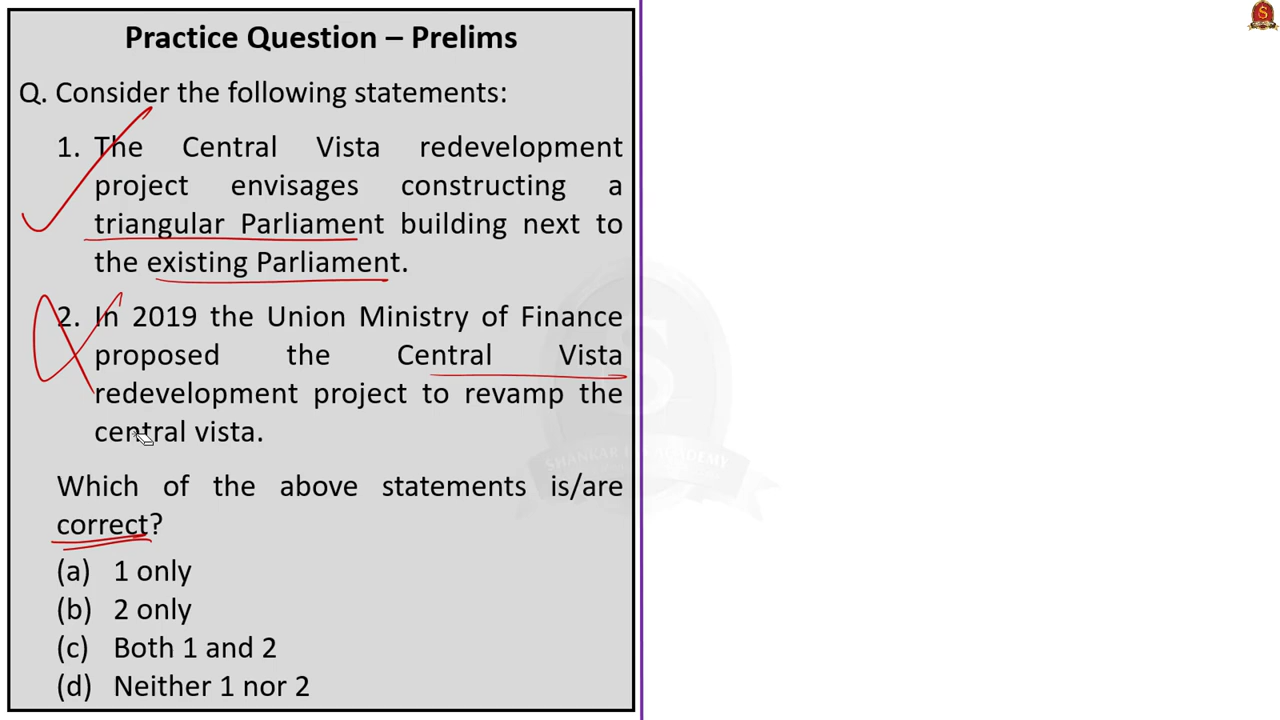 Practice Question – Prelims
Q. Consider the following statements:
1. The Central Vista redevelopment
project envisages constructing a
triangular Parliament building next to
the existing Parliament.
2. In 2019 the Union Ministry of Finance
proposed the Central Vista
redevelopment project to revamp the
central vista.
Which of the above statements is/are
correct?
(a) 1 only
(b) 2 only
(c) Both 1 and 2
(d) Neither 1 nor 2
S
SHANKAR IAS ACADEMY